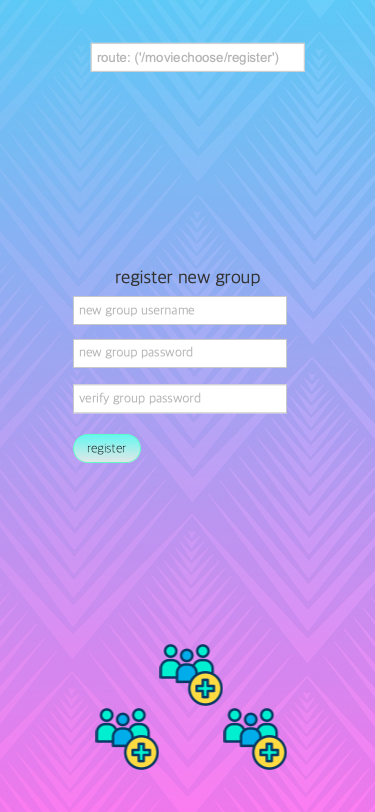 route: ('/moviechoose/register')
register new group
new group username
new group password
verify group password
register